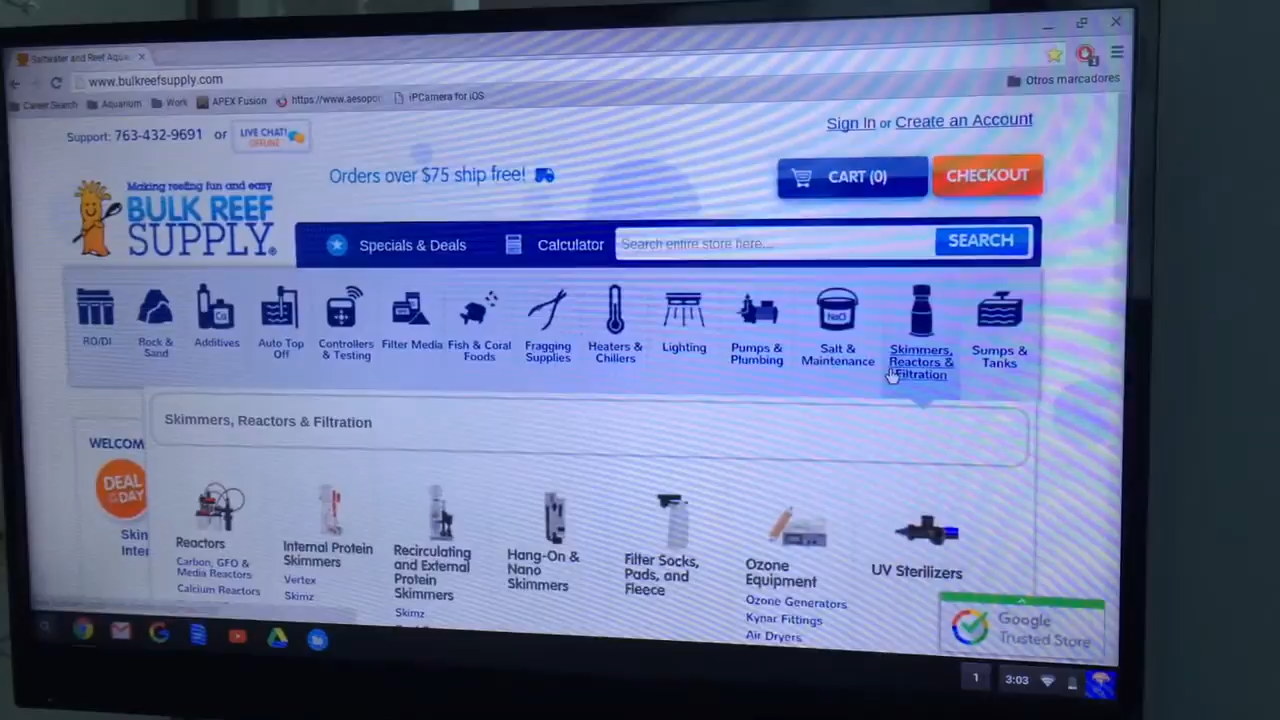 Saltwater and Reef Aqua
www.bulkreefsupply.com
Otros marcadores
Career Search
Aquarium
Work
APEX Fusion
https://www.aesopor
iPCamera for iOS
Support: 763-432-9691 or
LIVE CHAT!
OFFLINE
Sign In or Create an Account
Orders over $75 ship free!
CART (0)
CHECKOUT
Making reefing fun and easy
BULK REEF
SUPPLY
Specials & Deals
Calculator
Search entire store here...
SEARCH
RO/DI
Rock &
Sand
Ca
Additives
Auto Top
Off
Controllers
& Testing
Filter Media
Fish & Coral
Foods
Fragging
Supplies
Heaters &
Chillers
Lighting
Pumps &
Plumbing
NaCl
Salt &
Maintenance
Skimmers,
Reactors &
Filtration
Sumps &
Tanks
Skimmers, Reactors & Filtration
WELCOM
DEAL
of the
DAY
Skin
Inter
Reactors
Carbon, GFO &
Media Reactors
Calcium Reactors
Internal Protein
Skimmers
Vertex
Skimz
Recirculating
and External
Protein
Skimmers
Skimz
Hang-On &
Nano
Skimmers
Filter Socks,
Pads, and
Fleece
Ozone
Equipment
Ozone Generators
Kynar Fittings
Air Dryers
UV Sterilizers
Google
Trusted Store
1
3:03